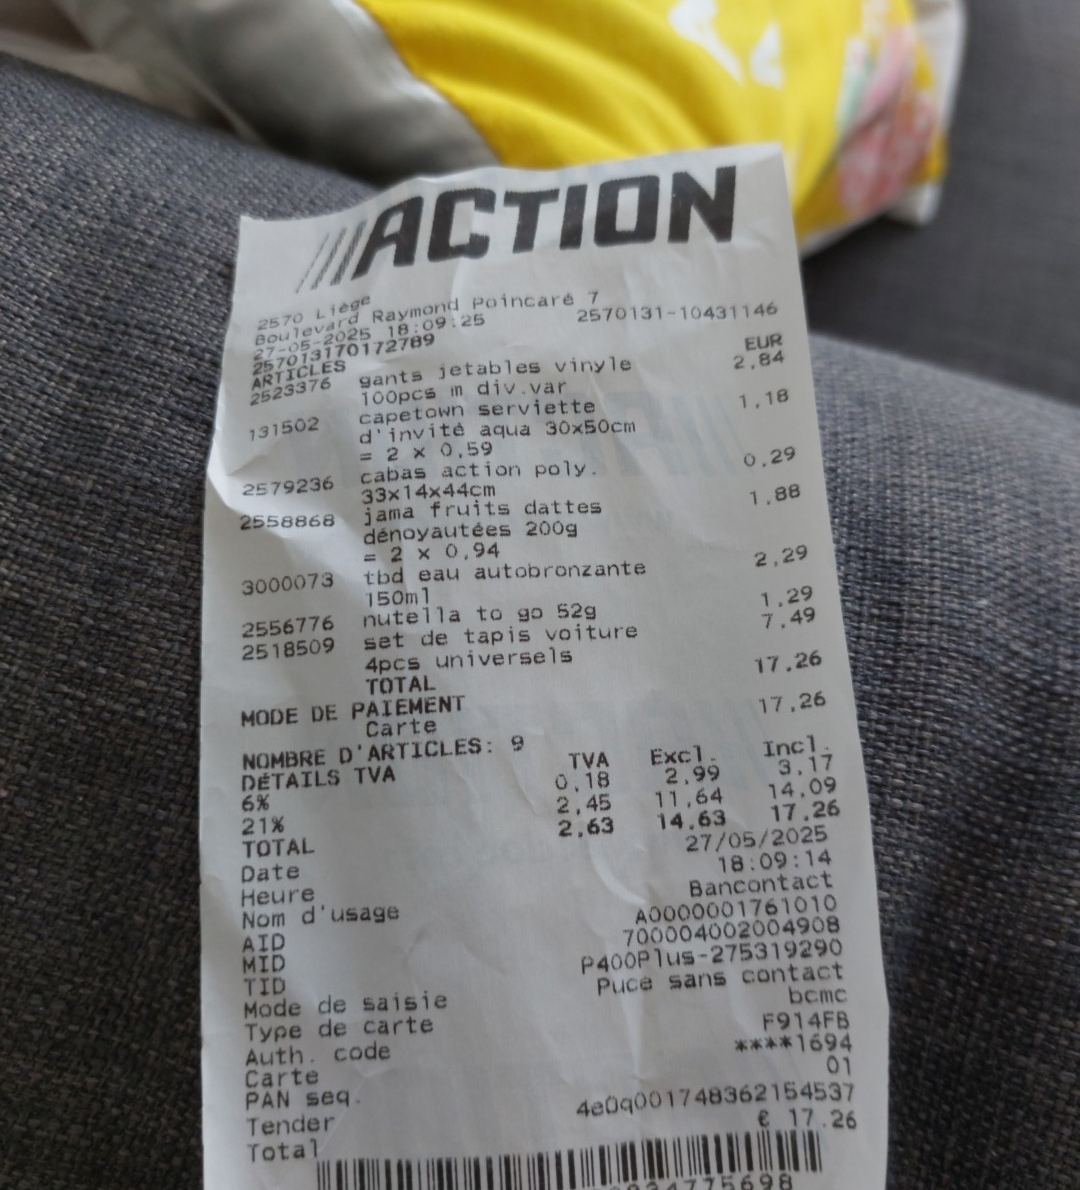 ACTION
2570 Liège
Boulevard Raymond Poincaré 7
27-05-2025 18:09:25 2570131-10431146
257013170172789
ARTICLES EUR
2523376 gants jetables vinyle 2,84
100pcs m div.var
131502 capetown serviette 1,18
d'invité aqua 30x50cm
= 2 x 0,59
2579236 cabas action poly. 0,29
33x14x44cm
2558868 jama fruits dattes 1,88
dénoyautées 200g
= 2 x 0,94
3000073 tbd eau autobronzante 2,29
150ml
2556776 nutella to go 52g 1,29
2518509 set de tapis voiture 7,49
4pcs universels
TOTAL 17,26
MODE DE PAIEMENT
Carte 17,26
NOMBRE D'ARTICLES: 9
DÉTAILS TVA TVA Excl. Incl.
6% 0,18 2,99 3,17
21% 2,45 11,64 14,09
TOTAL 2,63 14,63 17,26
Date 27/05/2025
Heure 18:09:14
Nom d'usage Bancontact
AID A0000001761010
MID 700004002004908
TID P400Plus-275319290
Mode de saisie Puce sans contact
Type de carte bcmc
Auth. code F914FB
Carte ****1694
PAN seq. 01
Tender 4e0q001748362154537
Total € 17.26